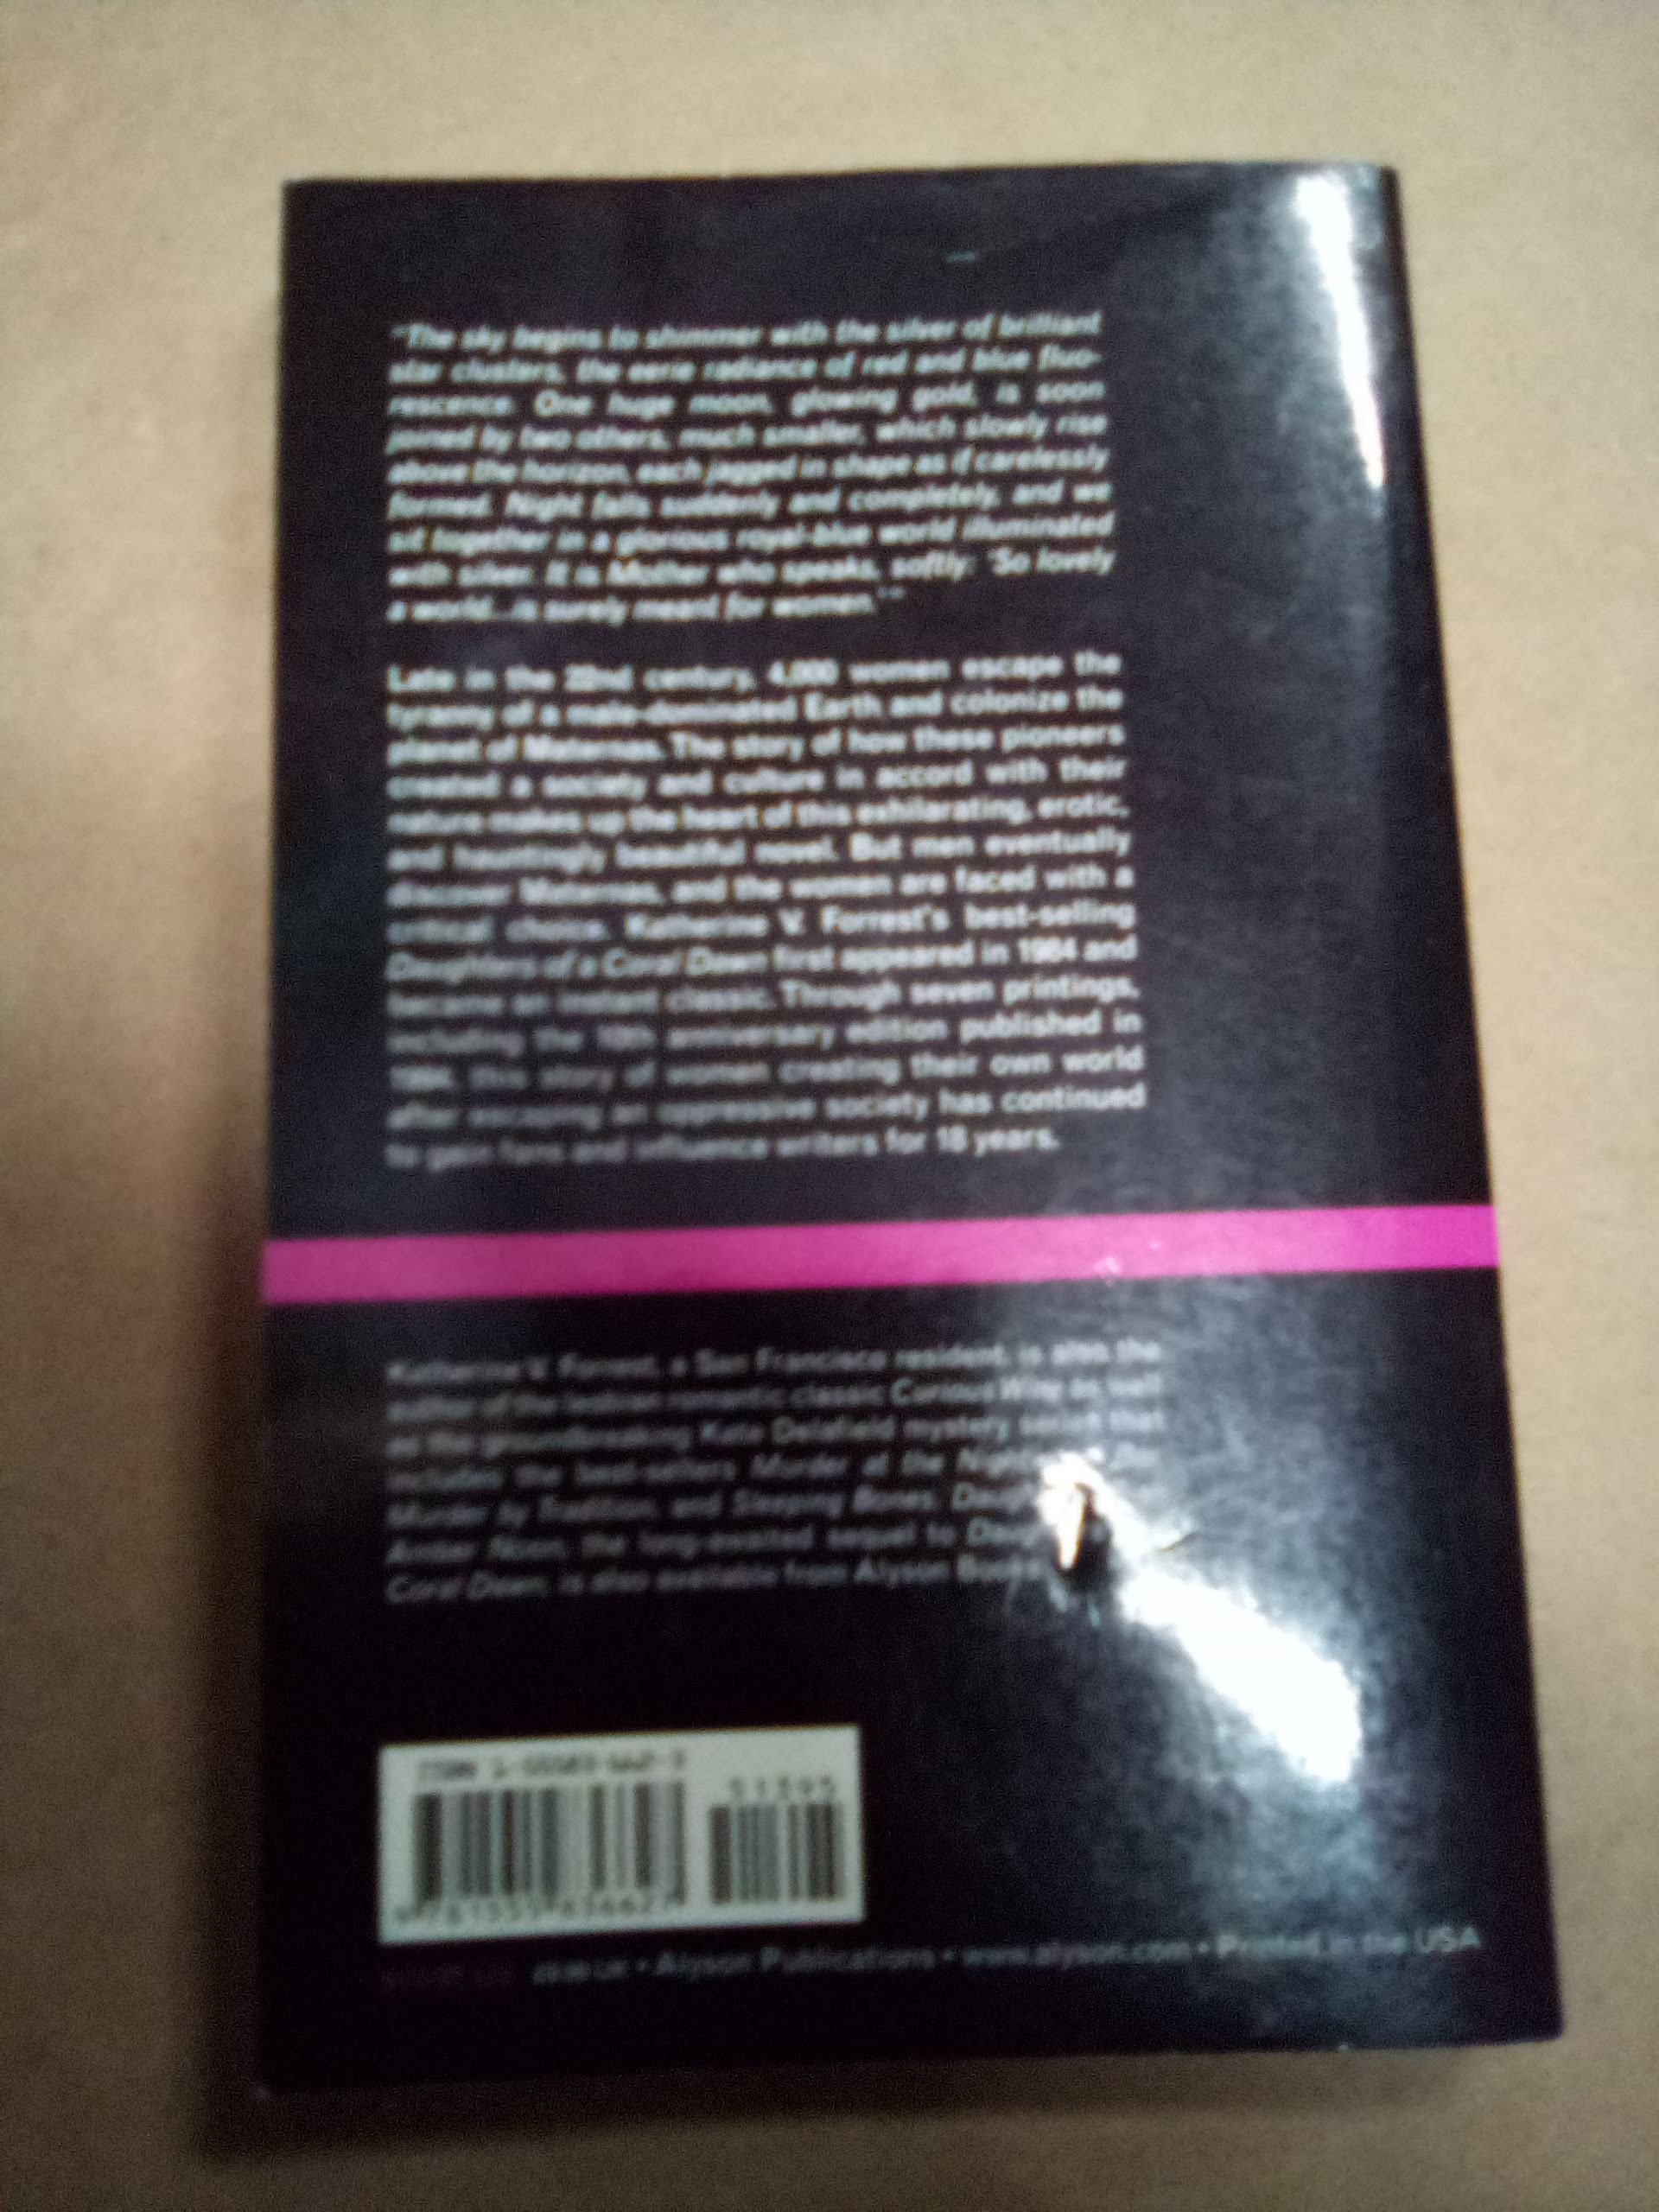 "The sky begins to shimmer with the silver of brilliant
star clusters, the eerie radiance of red and blue fluo-
rescence. One huge moon, glowing gold, is soon
joined by two others, much smaller, which slowly rise
above the horizon, each jagged in shape as if carelessly
formed. Night falls suddenly and completely, and we
sit together in a glorious royal-blue world illuminated
with silver. It is Mother who speaks, softly: 'So lovely
a world...is surely meant for women.'"
Late in the 22nd century, 4,000 women escape the
tyranny of a male-dominated Earth and colonize the
planet of Maternas. The story of how these pioneers
created a society and culture in accord with their
nature makes up the heart of this exhilarating, erotic,
and hauntingly beautiful novel. But men eventually
discover Maternas, and the women are faced with a
critical choice. Katherine V. Forrest's best-selling
Daughters of a Coral Dawn first appeared in 1984 and
became an instant classic. Through seven printings,
including the 10th anniversary edition published in
1994, this story of women creating their own world
after escaping an oppressive society has continued
to gain fans and influence writers for 18 years.
Katherine V. Forrest, a San Francisco resident, is also the
author of the lesbian romantic classic Curious Wine as well
as the groundbreaking Kate Delafield mystery series that
includes the best-sellers Murder at the
Murder by Tradition, and Sleeping Bones.
Amber Noon, the long-awaited sequel to
Coral Dawn, is also available from Alyson Books
ISBN
51395
UK • Alyson Publications • www.alyson.com • Printed in the USA